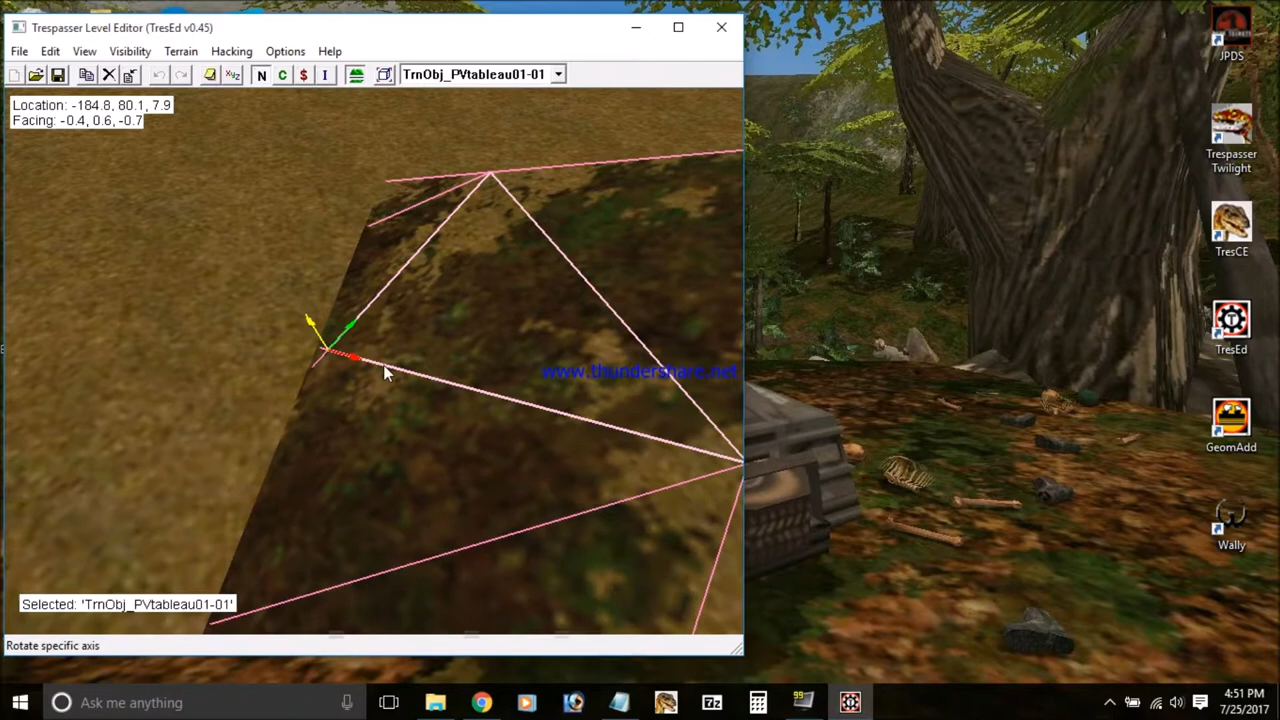 Trespasser Level Editor (TresEd v0.45)
File Edit View Visibility Terrain Hacking Options Help
N C $ I TrnObj_PVtableau01-01
Location: -184.8, 80.1, 7.9
Facing: -0.4, 0.6, -0.7
www.thundershare.net
Selected: 'TrnObj_PVtableau01-01'
Rotate specific axis
JPDS
Trespasser
Twilight
TresCE
TresEd
GeomAdd
Wally
Ask me anything
7z
99
4:51 PM
7/25/2017